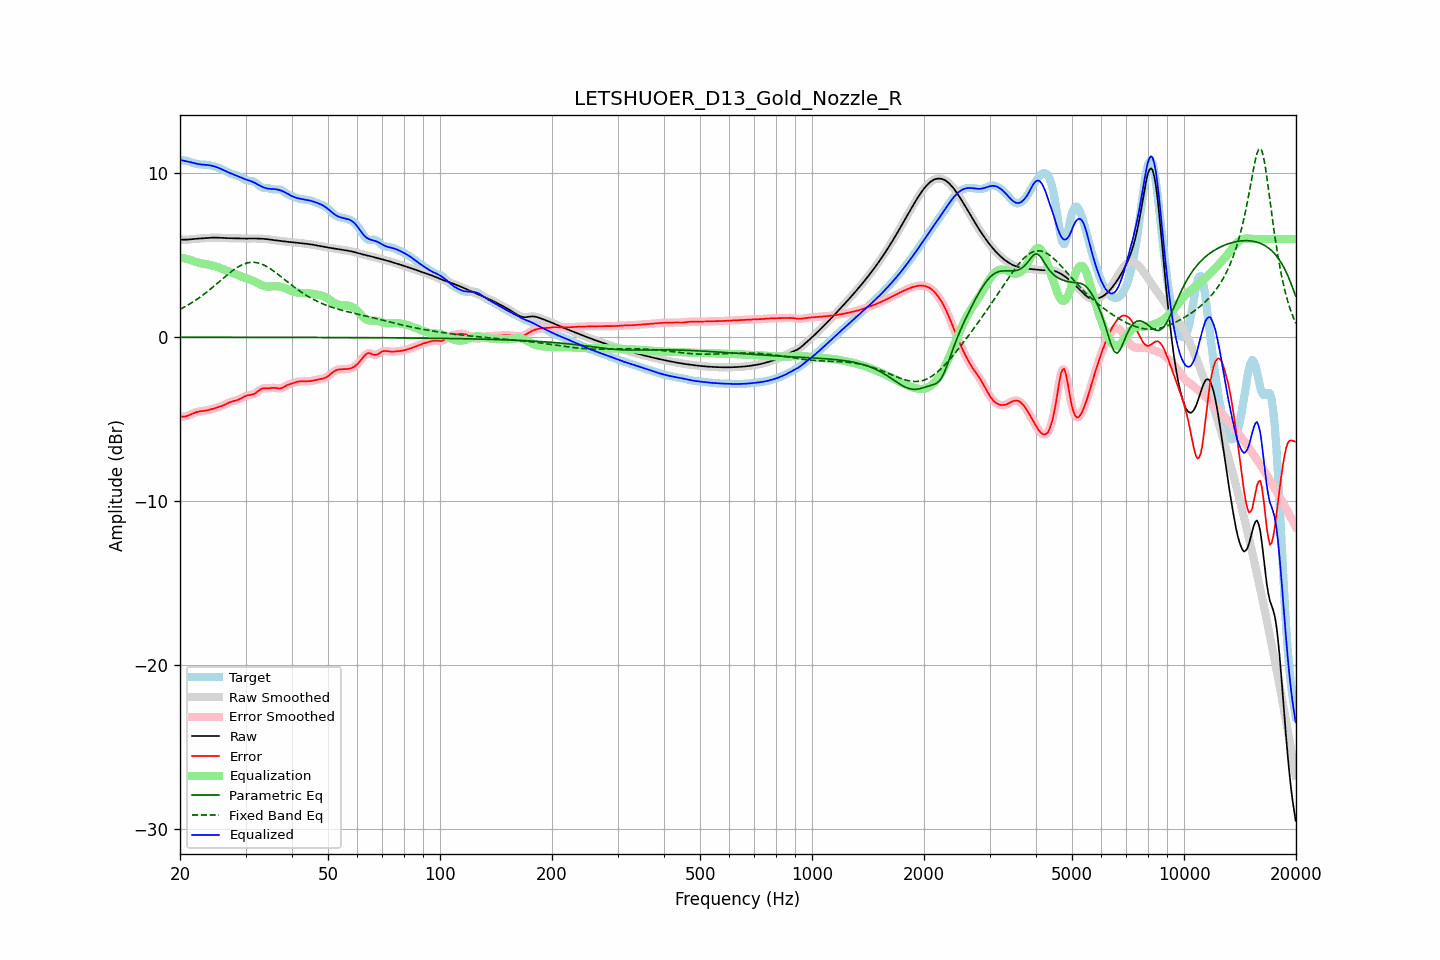 LETSHUOER_D13_Gold_Nozzle_R
Amplitude (dBr)
10
0
−10
−20
−30
Target
Raw Smoothed
Error Smoothed
Raw
Error
Equalization
Parametric Eq
Fixed Band Eq
Equalized
20 50 100 200 500 1000 2000 5000 10000 20000
Frequency (Hz)